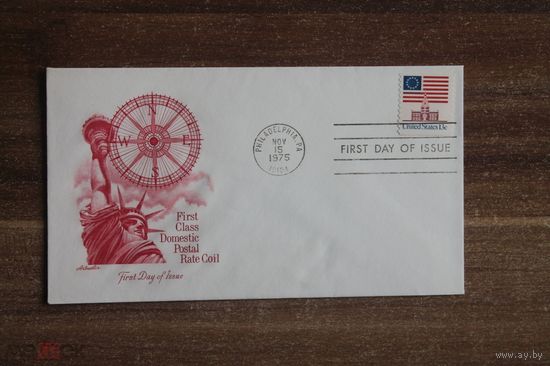 N
W E
S
First
Class
Domestic
Postal
Rate Coil
First Day of Issue
PHILADELPHIA, PA
NOV
15
1975
19104
United States 13c
FIRST DAY OF ISSUE
www.ay.by